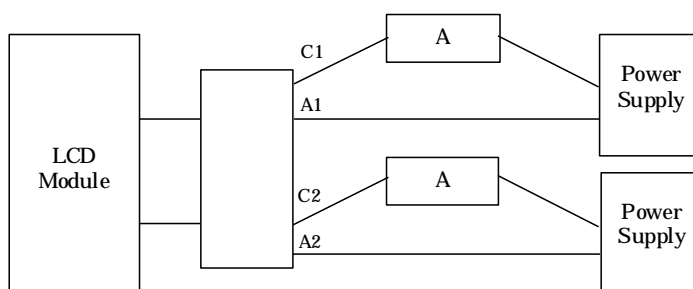 LCD
Module
C1
A
A1
Power
Supply
C2
A
A2
Power
Supply